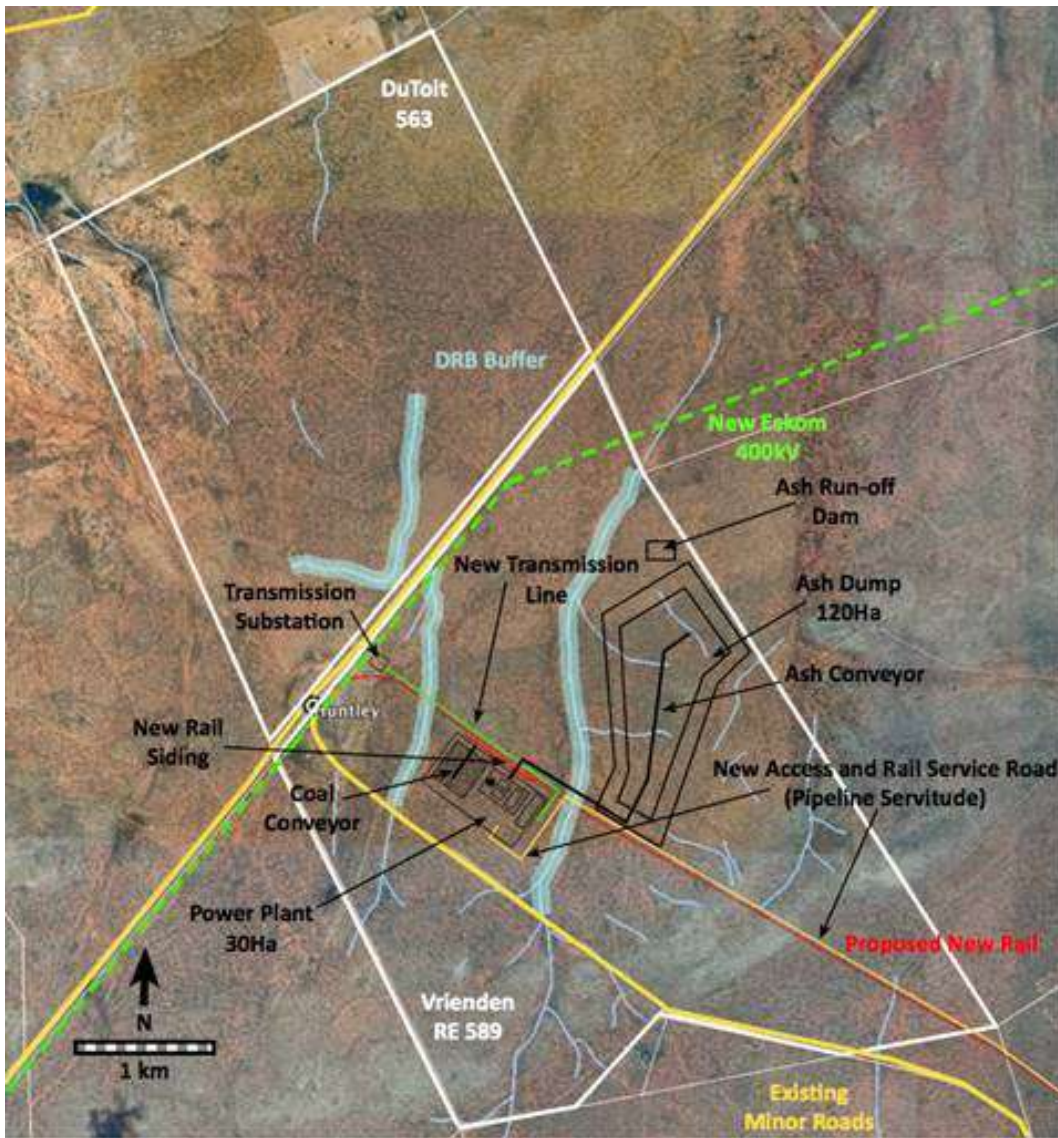 DuToit
563
DRB Buffer
New Eskom
400kV
Ash Run-off
Dam
New Transmission
Line
Transmission
Substation
Ash Dump
120Ha
Ash Conveyor
New Rail
Siding
New Access and Rail Service Road
(Pipeline Servitude)
Coal
Conveyor
Power Plant
30Ha
Proposed New Rail
Vrienden
RE 589
N
1 km
Existing
Minor Roads